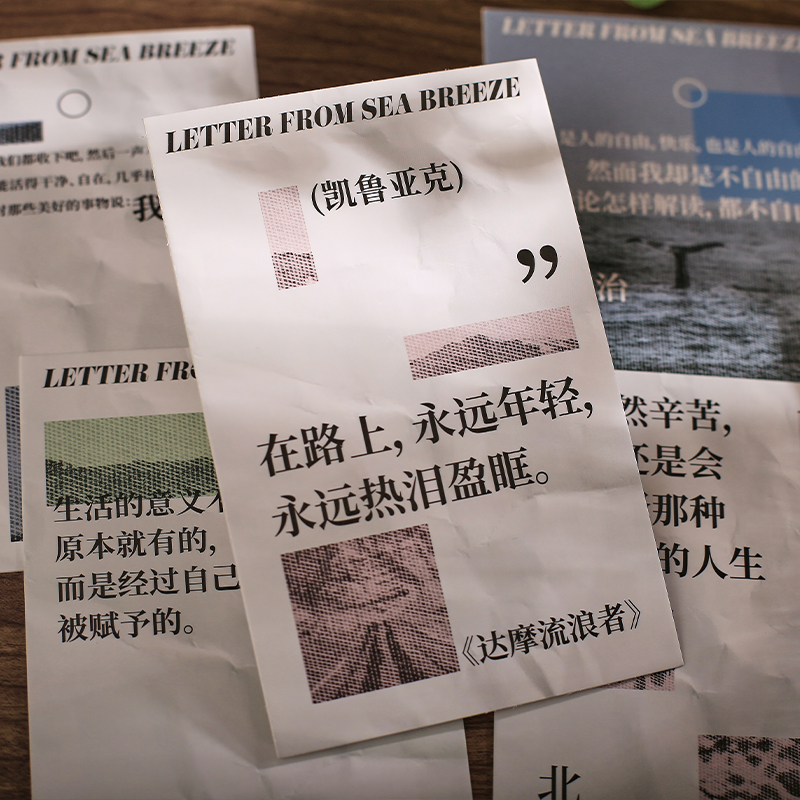 FROM SEA BREEZE
们都收下吧，然后一声
能活得干净、自在，几乎
对那些美好的事物说：我
LETTER FROM SEA BREEZE
是人的自由，快乐，也是人的自由
然而我却是不自由的
论怎样解读，都不自由
治
LETTER FROM SEA BREEZE
(凯鲁亚克)
”
在路上，永远年轻，
永远热泪盈眶。
《达摩流浪者》
LETTER FR
生活的意义不
原本就有的，
而是经过自己
被赋予的。
然辛苦，
还是会
那种
的人生
北